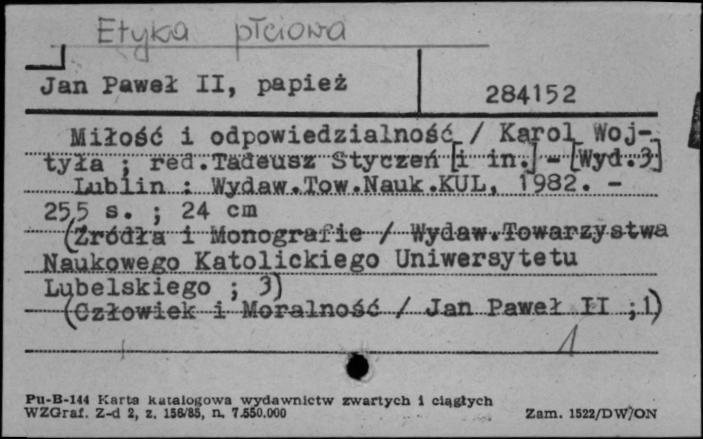 Etyka płciowa
Jan Paweł II, papież
284152
Miłość i odpowiedzialność / Karol Woj-
tyła ; red.Tadeusz Styczeń [i in.] - [Wyd.3]
Lublin : Wydaw.Tow.Nauk.KUL, 1982. -
255 s. ; 24 cm
(Źródła i Monografie / Wydaw.Towarzystwa
Naukowego Katolickiego Uniwersytetu
Lubelskiego ; 3)
(Człowiek i Moralność / Jan Paweł II ; 1)
1
Pu-B-144 Karta katalogowa wydawnictw zwartych i ciągłych
WZGraf. Z-d 2, z. 156/85, n. 7.550.000
Zam. 1522/DW/ON